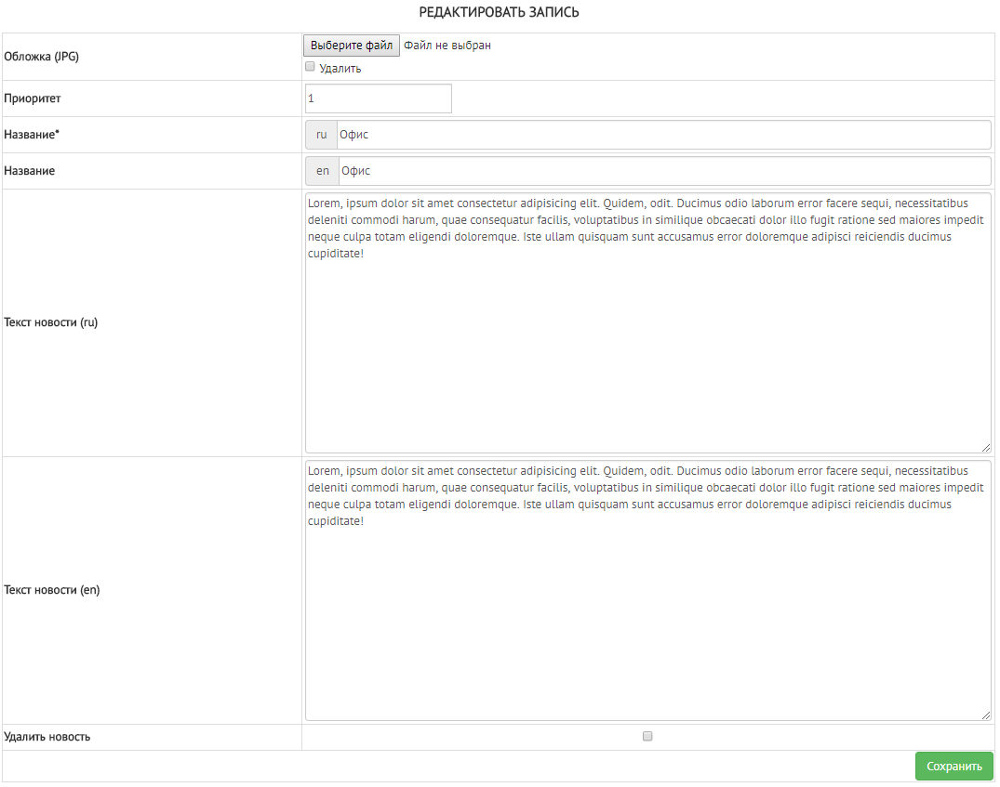 РЕДАКТИРОВАТЬ ЗАПИСЬ
Обложка (JPG)
Выберите файл Файл не выбран
Удалить
Приоритет
1
Название*
ru Офис
Название
en Офис
Текст новости (ru)
Lorem, ipsum dolor sit amet consectetur adipisicing elit. Quidem, odit. Ducimus odio laborum error facere sequi, necessitatibus
deleniti commodi harum, quae consequatur facilis, voluptatibus in similique obcaecati dolor illo fugit ratione sed maiores impedit
neque culpa totam eligendi doloremque. Iste ullam quisquam sunt accusamus error doloremque adipisci reiciendis ducimus
cupiditate!
Текст новости (en)
Lorem, ipsum dolor sit amet consectetur adipisicing elit. Quidem, odit. Ducimus odio laborum error facere sequi, necessitatibus
deleniti commodi harum, quae consequatur facilis, voluptatibus in similique obcaecati dolor illo fugit ratione sed maiores impedit
neque culpa totam eligendi doloremque. Iste ullam quisquam sunt accusamus error doloremque adipisci reiciendis ducimus
cupiditate!
Удалить новость
Сохранить